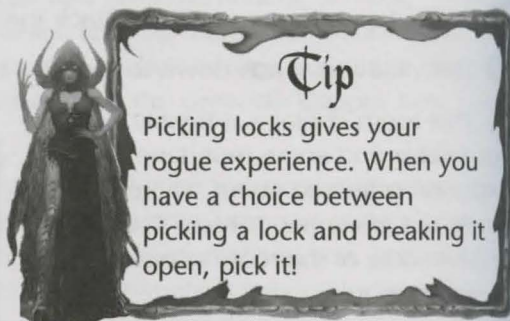 Tip
Picking locks gives your
rogue experience. When you
have a choice between
picking a lock and breaking it
open, pick it!